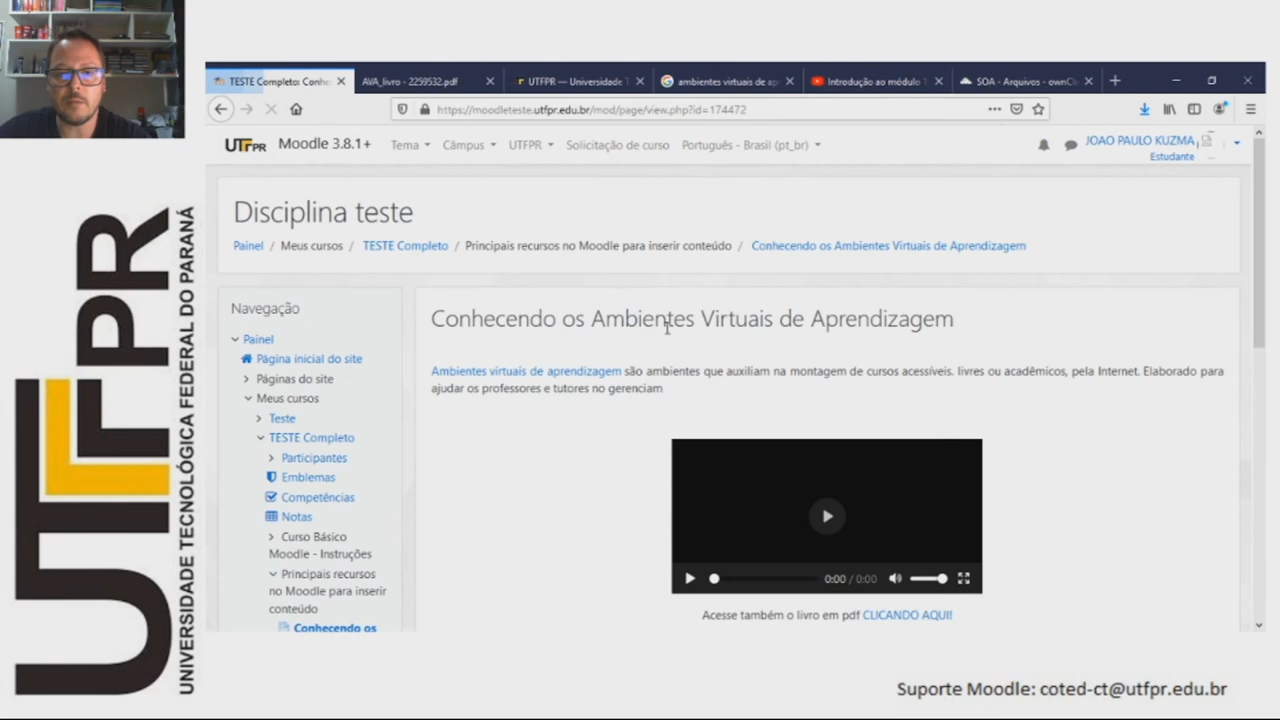 TESTE Completo: Conhe
AVA_livro - 2259532.pdf
UTFPR — Universidade T
ambientes virtuais de ap
Introdução ao módulo 1
SOA - Arquivos - ownCl
https://moodleteste.utfpr.edu.br/mod/page/view.php?id=174472
UTFPR
Moodle 3.8.1+
Tema
Câmpus
UTFPR
Solicitação de curso
Português - Brasil (pt_br)
JOAO PAULO KUZMA
Estudante
Disciplina teste
Painel / Meus cursos / TESTE Completo / Principais recursos no Moodle para inserir conteúdo / Conhecendo os Ambientes Virtuais de Aprendizagem
Navegação
Painel
Página inicial do site
Páginas do site
Meus cursos
Teste
TESTE Completo
Participantes
Emblemas
Competências
Notas
Curso Básico
Moodle - Instruções
Principais recursos
no Moodle para inserir
conteúdo
Conhecendo os
Conhecendo os Ambientes Virtuais de Aprendizagem
Ambientes virtuais de aprendizagem são ambientes que auxiliam na montagem de cursos acessíveis. livres ou acadêmicos, pela Internet. Elaborado para
ajudar os professores e tutores no gerenciam
0:00 / 0:00
Acesse também o livro em pdf CLICANDO AQUI!
UTFPR
UNIVERSIDADE TECNOLÓGICA FEDERAL DO PARANÁ
Suporte Moodle: coted-ct@utfpr.edu.br